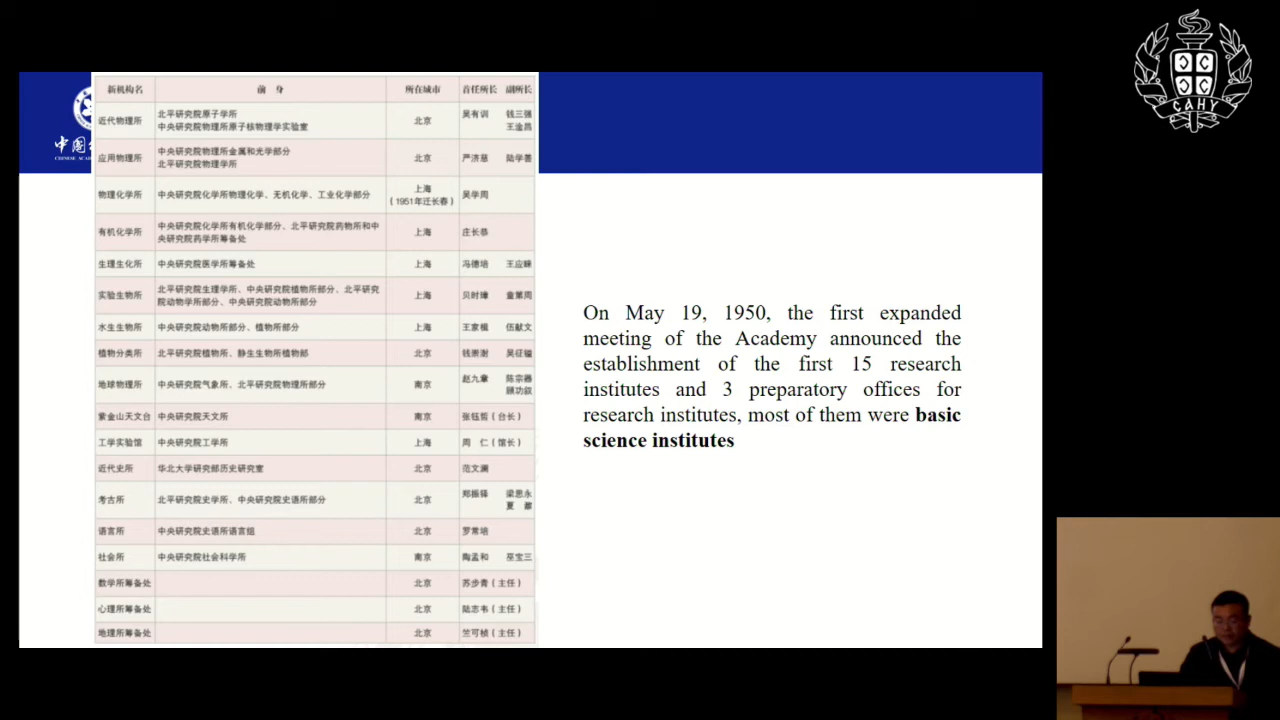 CAHY
新机构名 前 身 所在城市 首任所长 副所长
近代物理所 北平研究院原子学所 北京 吴有训 钱三强
中央研究院物理所原子核物理学实验室 王淦昌
应用物理所 中央研究院物理所金属和光学部分 北京 严济慈 陆学善
北平研究院物理学所
物理化学所 中央研究院化学所物理化学、无机化学、工业化学部分 上海 吴学周
(1951年迁长春)
有机化学所 中央研究院化学所有机化学部分、北平研究院药物所和中 上海 庄长恭
央研究院药学所筹备处
生理生化所 中央研究院医学所筹备处 上海 冯德培 王应睐
实验生物所 北平研究院生理学所、中央研究院植物所部分、北平研究 上海 贝时璋 童第周
院动物学所部分、中央研究院动物所部分
水生生物所 中央研究院动物所部分、植物所部分 上海 王家楫 伍献文
植物分类所 北平研究院植物所、静生生物所植物部 北京 钱崇澍 吴征镒
地球物理所 中央研究院气象所、北平研究院物理所部分 南京 赵九章 陈宗器
顾功叙
紫金山天文台 中央研究院天文所 南京 张钰哲(台长)
工学实验馆 中央研究院工学所 上海 周 仁(馆长)
近代史所 华北大学研究部历史研究室 北京 范文澜
考古所 北平研究院史学所、中央研究院史语所部分 北京 郑振铎 梁思永
夏 鼐
语言所 中央研究院史语所语言组 北京 罗常培
社会所 中央研究院社会科学所 南京 陶孟和 巫宝三
数学所筹备处 北京 苏步青(主任)
心理所筹备处 北京 陆志韦(主任)
地理所筹备处 北京 竺可桢(主任)
On May 19, 1950, the first expanded
meeting of the Academy announced the
establishment of the first 15 research
institutes and 3 preparatory offices for
research institutes, most of them were basic
science institutes